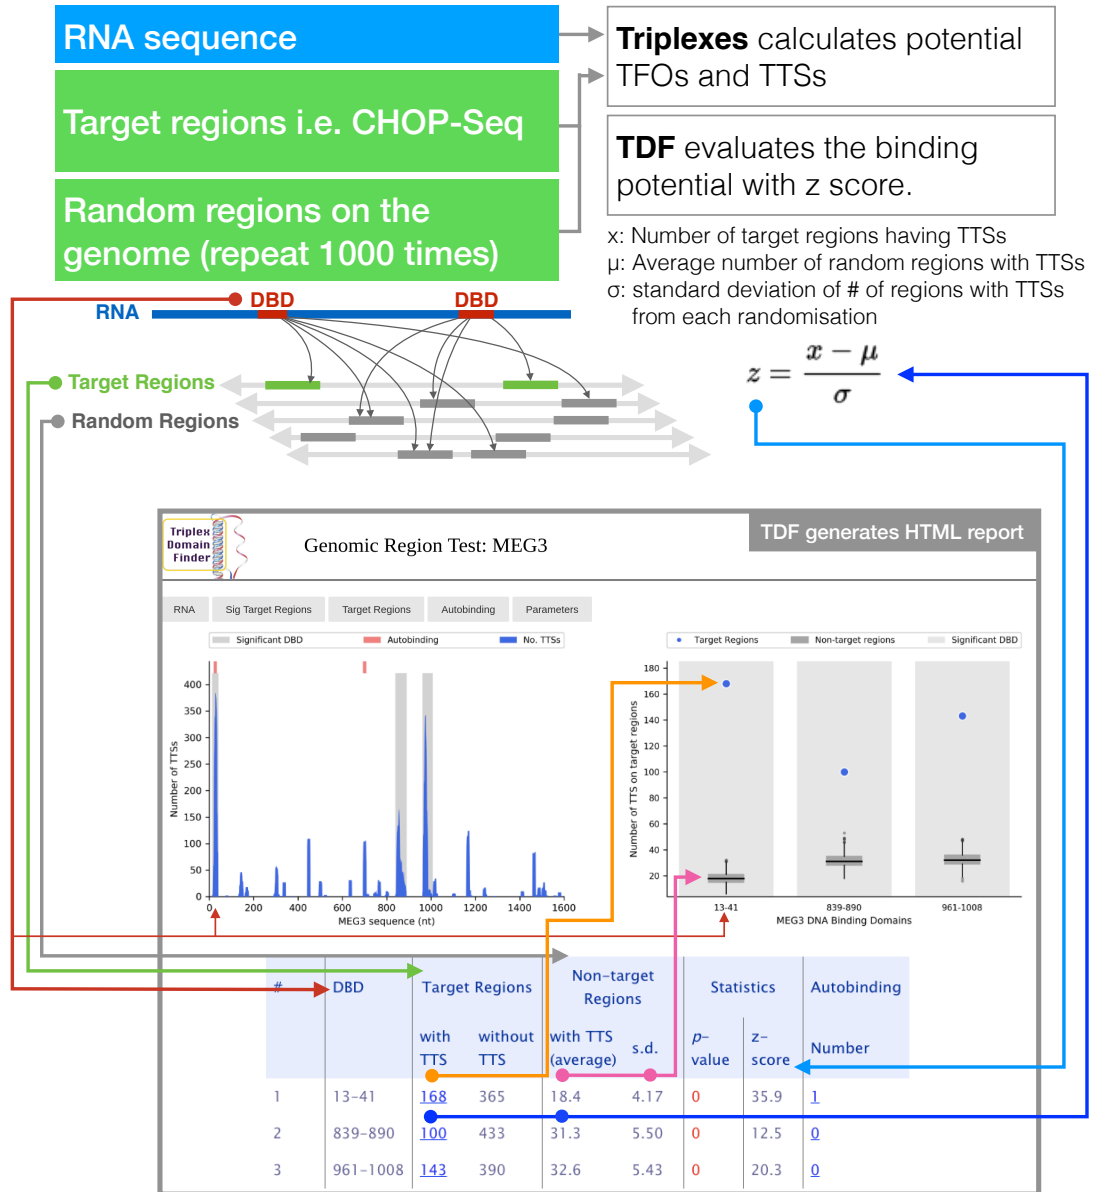 RNA sequence
Target regions i.e. CHOP-Seq
Random regions on the
genome (repeat 1000 times)
Triplexes calculates potential
TFOs and TTSs
TDF evaluates the binding
potential with z score.
x: Number of target regions having TTSs
µ: Average number of random regions with TTSs
σ: standard deviation of # of regions with TTSs
from each randomisation
z = x − μ
σ
DBD DBD
RNA
Target Regions
Random Regions
TDF generates HTML report
Triplex
Domain
Finder
Genomic Region Test: MEG3
RNA Sig Target Regions Target Regions Autobinding Parameters
Significant DBD Autobinding No. TTSs
400
350
300
250
200
150
100
50
0
Number of TTSs
0 200 400 600 800 1000 1200 1400 1600
MEG3 sequence (nt)
Target Regions Non-target regions Significant DBD
180
160
140
120
100
80
60
40
20
Number of TTS on target regions
13-41 839-890 961-1008
MEG3 DNA Binding Domains
# DBD Target Regions Non-target Regions Statistics Autobinding
with TTS without TTS with TTS (average) s.d. p-value z-score Number
1 13-41 168 365 18.4 4.17 0 35.9 1
2 839-890 100 433 31.3 5.50 0 12.5 0
3 961-1008 143 390 32.6 5.43 0 20.3 0